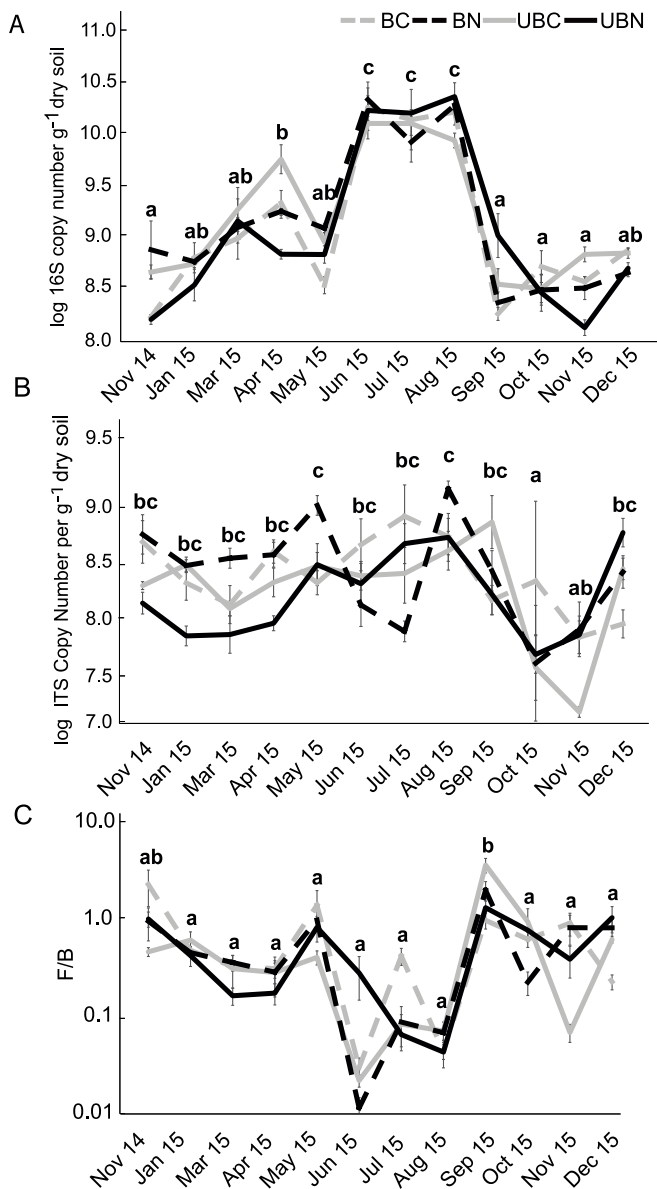 A
BC BN UBC UBN
11.0
10.5
10.0
9.5
9.0
8.5
8.0
log 16S copy number g⁻¹ dry soil
a ab ab b ab c c c a a a ab
Nov 14 Jan 15 Mar 15 Apr 15 May 15 Jun 15 Jul 15 Aug 15 Sep 15 Oct 15 Nov 15 Dec 15
B
9.5
9.0
8.5
8.0
7.5
7.0
log ITS Copy Number per g⁻¹ dry soil
bc bc bc bc c bc bc c bc a ab bc
Nov 14 Jan 15 Mar 15 Apr 15 May 15 Jun 15 Jul 15 Aug 15 Sep 15 Oct 15 Nov 15 Dec 15
C
10.0
1.0
0.1
0.01
F/B
ab a a a a a a a b a a a
Nov 14 Jan 15 Mar 15 Apr 15 May 15 Jun 15 Jul 15 Aug 15 Sep 15 Oct 15 Nov 15 Dec 15